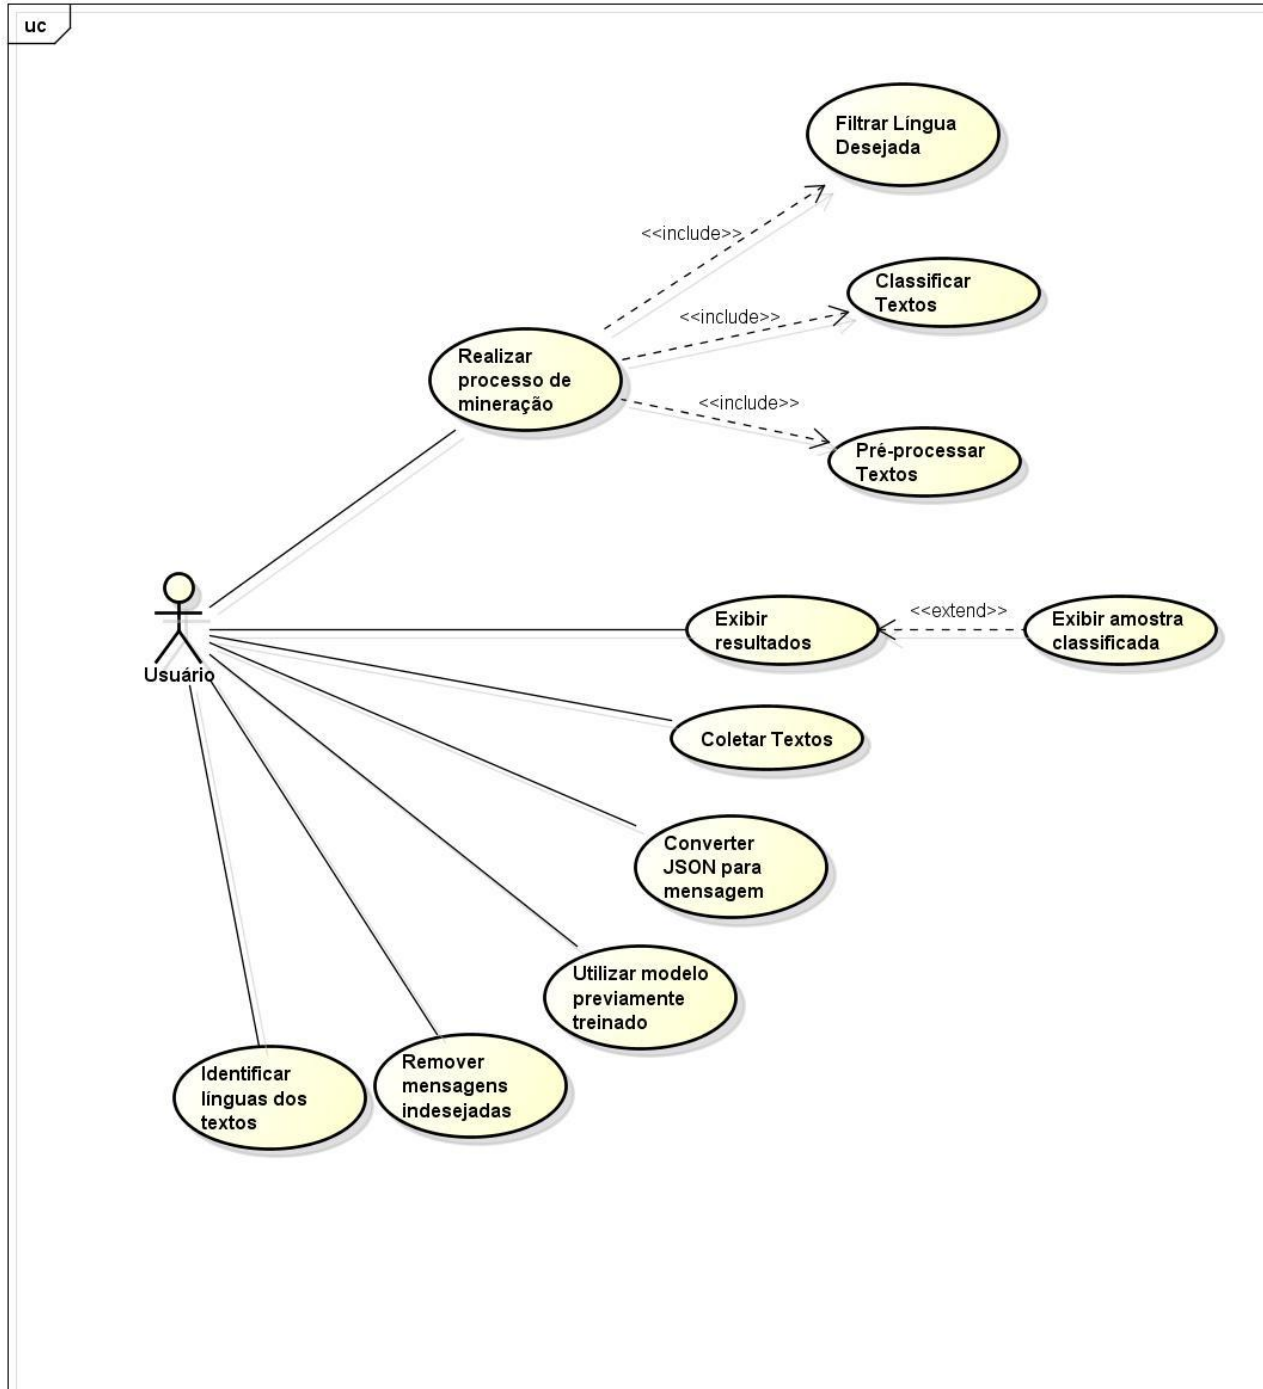 uc
Filtrar Língua
Desejada
<<include>>
Classificar
Textos
<<include>>
Realizar
processo de
mineração
<<include>>
Pré-processar
Textos
Usuário
Exibir
resultados
<<extend>>
Exibir amostra
classificada
Coletar Textos
Converter
JSON para
mensagem
Utilizar modelo
previamente
treinado
Remover
mensagens
indesejadas
Identificar
línguas dos
textos